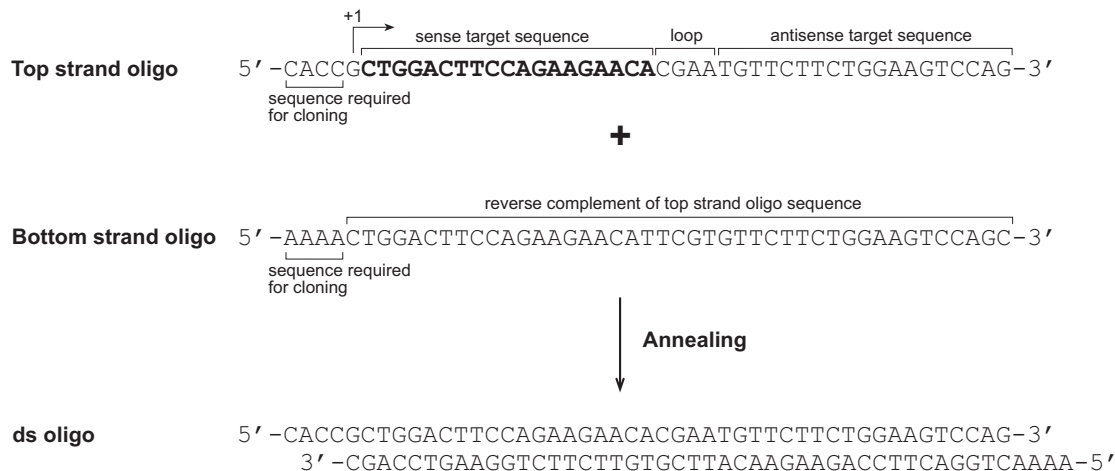 +1
sense target sequence loop antisense target sequence
Top strand oligo 5′-CACCGCTGGACTTCCAGAAGAACACGAATGTTCTTCTGGAAGTCCAG-3′
sequence required
for cloning
+
reverse complement of top strand oligo sequence
Bottom strand oligo 5′-AAAACTGGACTTCCAGAAGAACATTCGTGTTCTTCTGGAAGTCCAGC-3′
sequence required
for cloning
Annealing
ds oligo 5′-CACCGCTGGACTTCCAGAAGAACACGAATGTTCTTCTGGAAGTCCAG-3′
3′-CGACCTGAAGGTCTTCTTGTGCTTACAAGAAGACCTTCAGGTCAAAA-5′